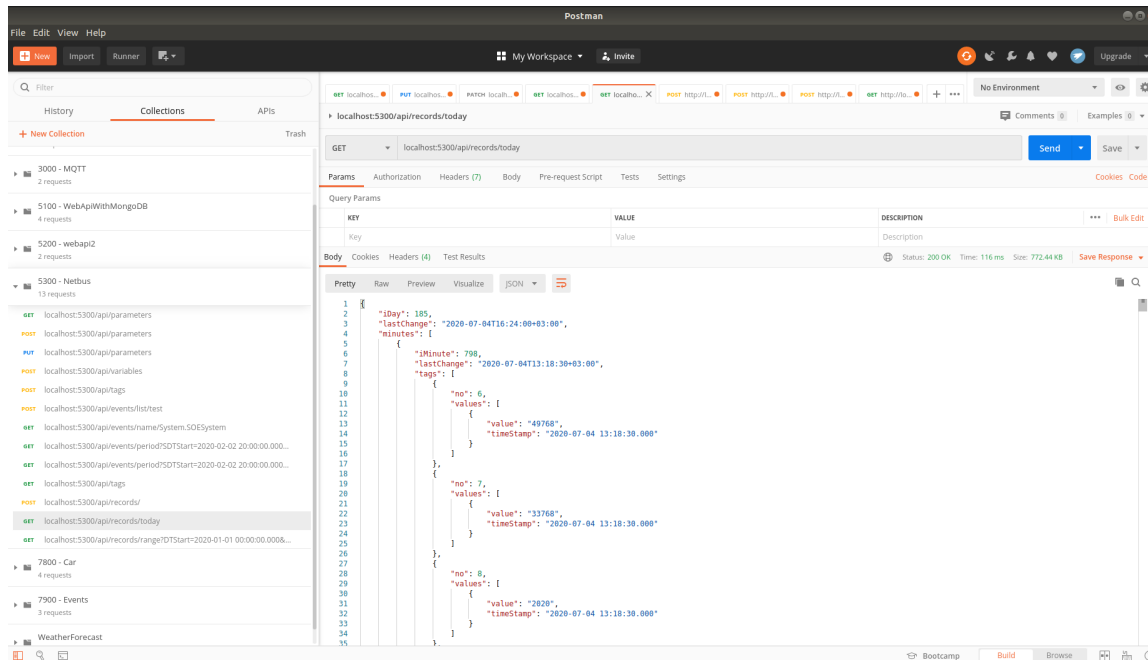 Postman
File Edit View Help
New Import Runner My Workspace Invite Upgrade
Filter
History Collections APIs
+ New Collection Trash
3000 - MQTT
2 requests
5100 - WebApiWithMongoDB
4 requests
5200 - webapi2
2 requests
5300 - Netbus
13 requests
GET localhost:5300/api/parameters
POST localhost:5300/api/parameters
PUT localhost:5300/api/parameters
POST localhost:5300/api/variables
POST localhost:5300/api/tags
POST localhost:5300/api/events/list/test
GET localhost:5300/api/events/name/System.SOESystem
GET localhost:5300/api/events/period?SDTStart=2020-02-02 20:00:00.000...
GET localhost:5300/api/events/period?SDTStart=2020-02-02 20:00:00.000...
GET localhost:5300/api/tags
POST localhost:5300/api/records/
GET localhost:5300/api/records/today
GET localhost:5300/api/records/range?DTStart=2020-01-01 00:00:00.000&...
7800 - Car
4 requests
7900 - Events
3 requests
WeatherForecast
GET localhos... PUT localhos... PATCH localh... GET localhos... GET localho... X POST http://l... POST http://l... POST http://l... GET http://lo... + ••• No Environment
localhost:5300/api/records/today Comments 0 Examples 0
GET localhost:5300/api/records/today Send Save
Params Authorization Headers (7) Body Pre-request Script Tests Settings Cookies Code
Query Params
KEY VALUE DESCRIPTION ••• Bulk Edit
Key Value Description
Body Cookies Headers (4) Test Results Status: 200 OK Time: 116 ms Size: 772.44 KB Save Response
Pretty Raw Preview Visualize JSON
1 {
2 "iDay": 185,
3 "lastChange": "2020-07-04T16:24:00+03:00",
4 "minutes": [
5 {
6 "iMinute": 798,
7 "lastChange": "2020-07-04T13:18:30+03:00",
8 "tags": [
9 {
10 "no": 6,
11 "values": [
12 {
13 "value": "49768",
14 "timeStamp": "2020-07-04 13:18:30.000"
15 }
16 ]
17 },
18 {
19 "no": 7,
20 "values": [
21 {
22 "value": "33768",
23 "timeStamp": "2020-07-04 13:18:30.000"
24 }
25 ]
26 },
27 {
28 "no": 8,
29 "values": [
30 {
31 "value": "2020",
32 "timeStamp": "2020-07-04 13:18:30.000"
33 }
34 ]
35 },
Bootcamp Build Browse